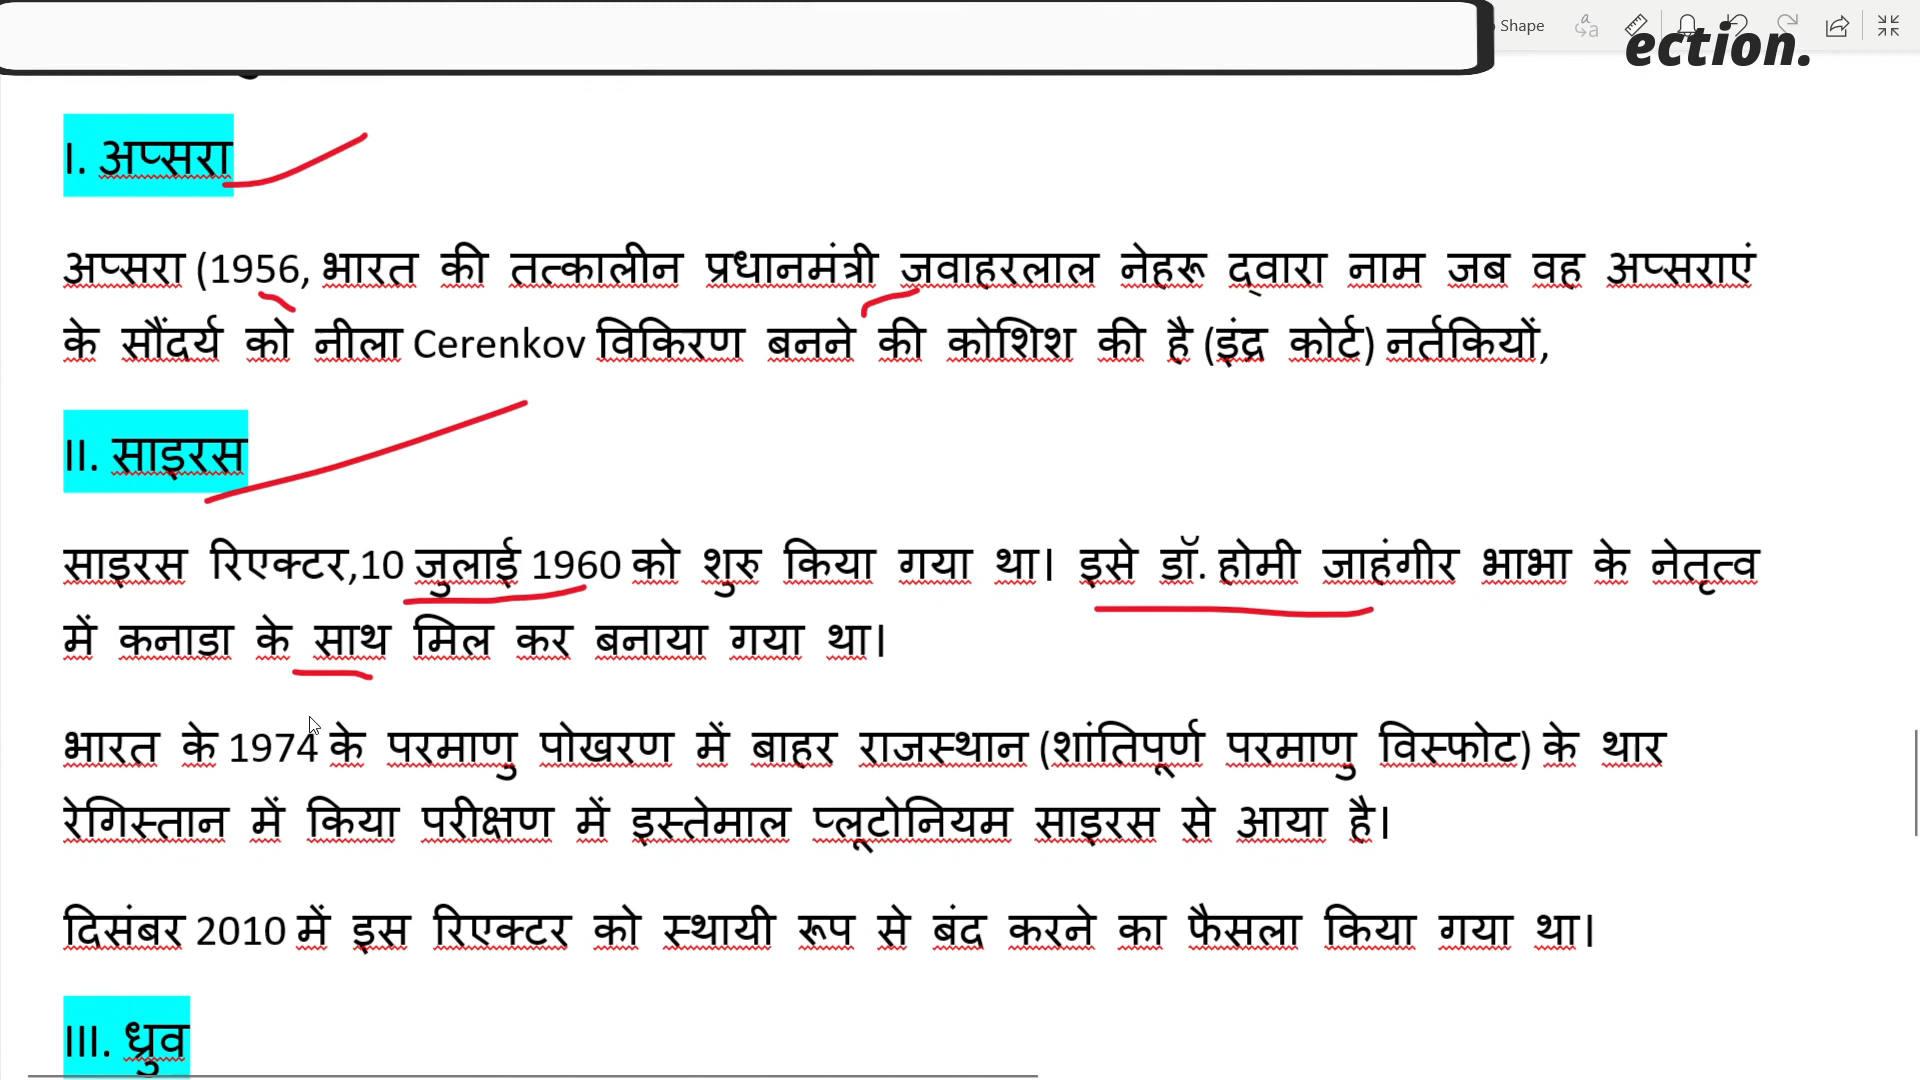 Shape
ection.
I. अप्सरा
अप्सरा (1956, भारत की तत्कालीन प्रधानमंत्री जवाहरलाल नेहरू द्वारा नाम जब वह अप्सराएं
के सौंदर्य को नीला Cerenkov विकिरण बनने की कोशिश की है (इंद्र कोर्ट) नर्तकियों,
II. साइरस
साइरस रिएक्टर,10 जुलाई 1960 को शुरु किया गया था। इसे डॉ. होमी जाहंगीर भाभा के नेतृत्व
में कनाडा के साथ मिल कर बनाया गया था।
भारत के 1974 के परमाणु पोखरण में बाहर राजस्थान (शांतिपूर्ण परमाणु विस्फोट) के थार
रेगिस्तान में किया परीक्षण में इस्तेमाल प्लूटोनियम साइरस से आया है।
दिसंबर 2010 में इस रिएक्टर को स्थायी रूप से बंद करने का फैसला किया गया था।
III. ध्रुव